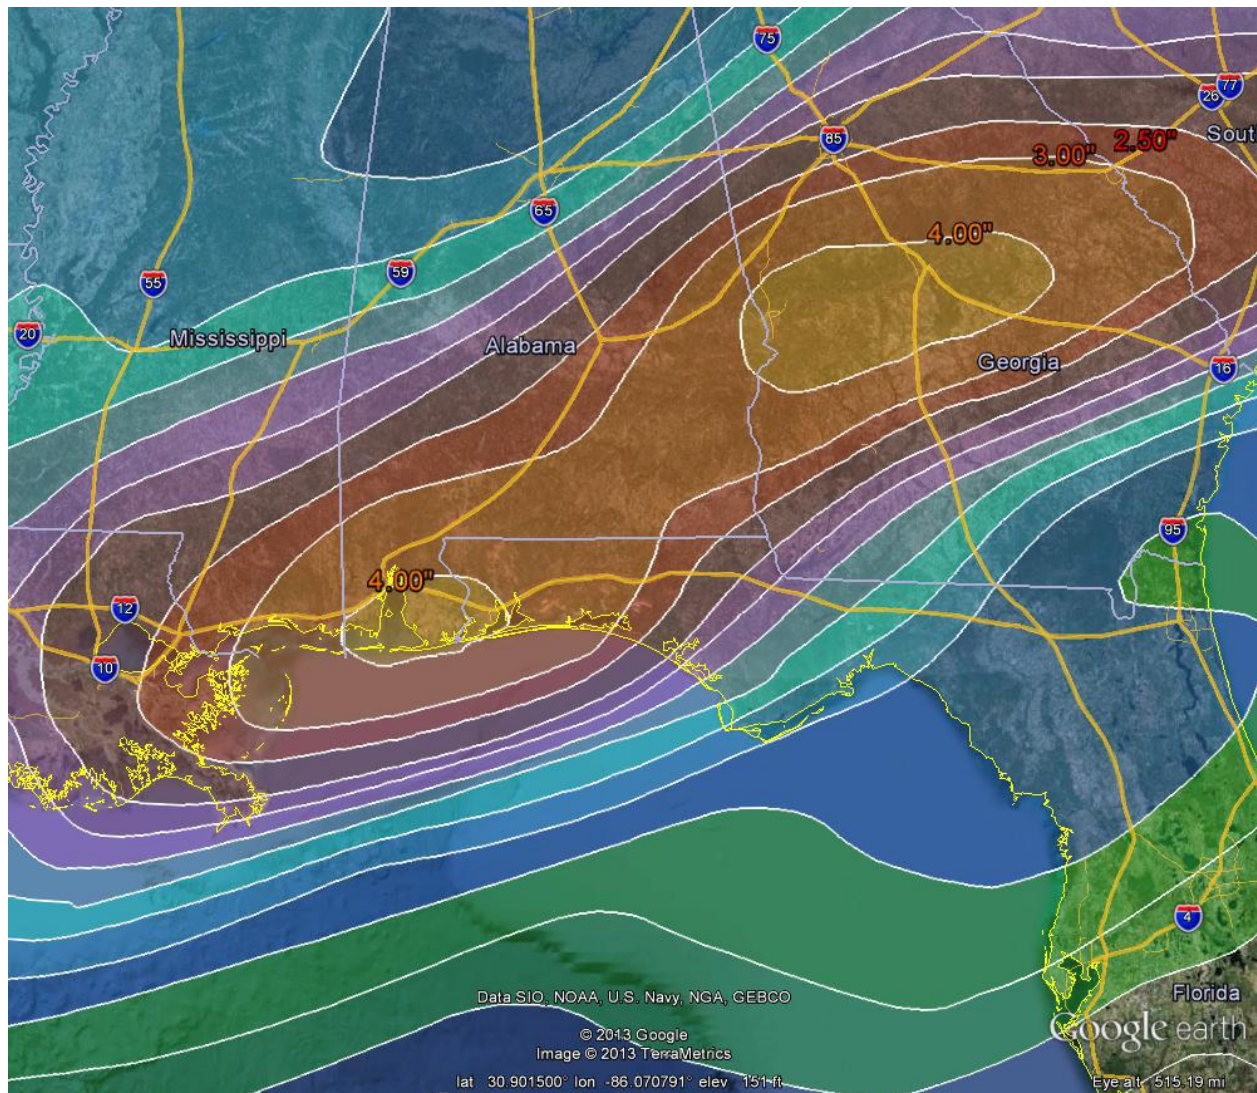 75
77
26
South
85
2.50"
3.00"
65
4.00"
59
55
20
Mississippi
Alabama
Georgia
16
95
4.00"
12
10
4
Data SIO, NOAA, U.S. Navy, NGA, GEBCO
Florida
© 2013 Google
Google earth
Image © 2013 TerraMetrics
lat 30.901500° lon -86.070791° elev 151 ft
Eye alt 515.19 mi